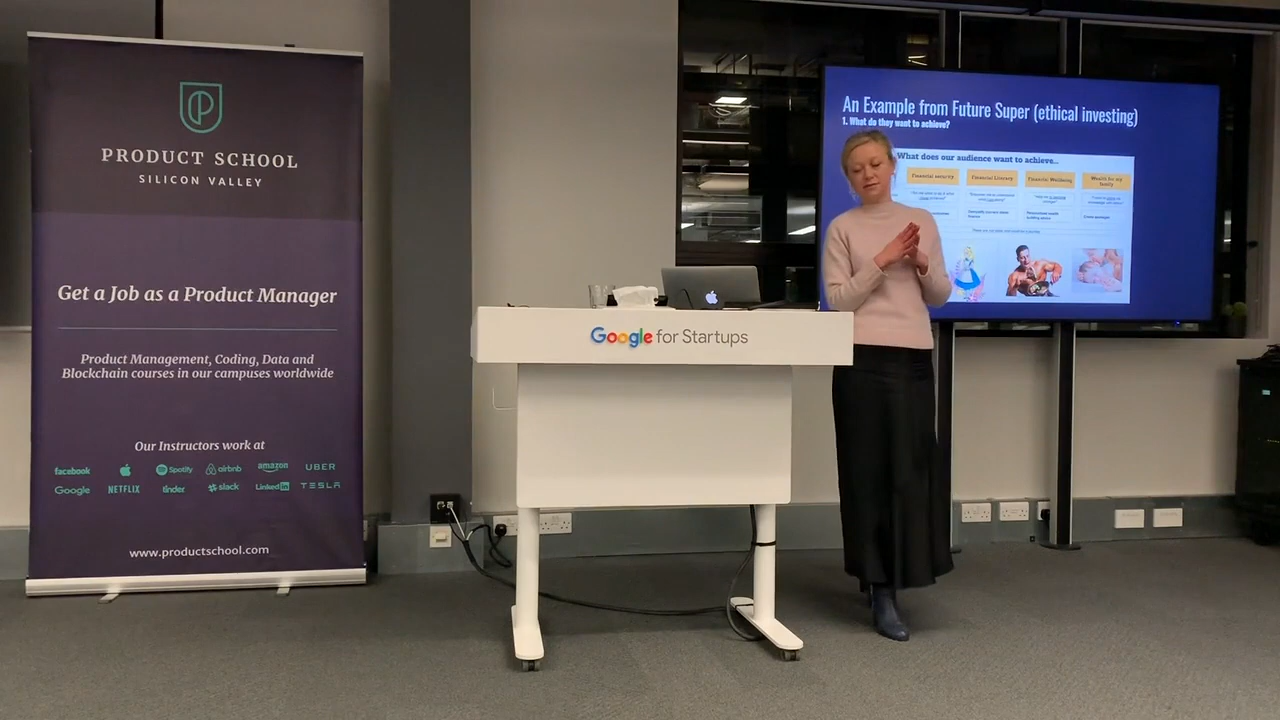 PRODUCT SCHOOL
SILICON VALLEY
Get a Job as a Product Manager
Product Management, Coding, Data and
Blockchain courses in our campuses worldwide
Our Instructors work at
facebook
Spotify
airbnb
amazon
UBER
Google
NETFLIX
tinder
slack
LinkedIn
TESLA
www.productschool.com
Google for Startups
An Example from Future Super (ethical investing)
1. What do they want to achieve?
What does our audience want to achieve...
Financial security
Financial Literacy
Financial Wellbeing
Wealth for my
family